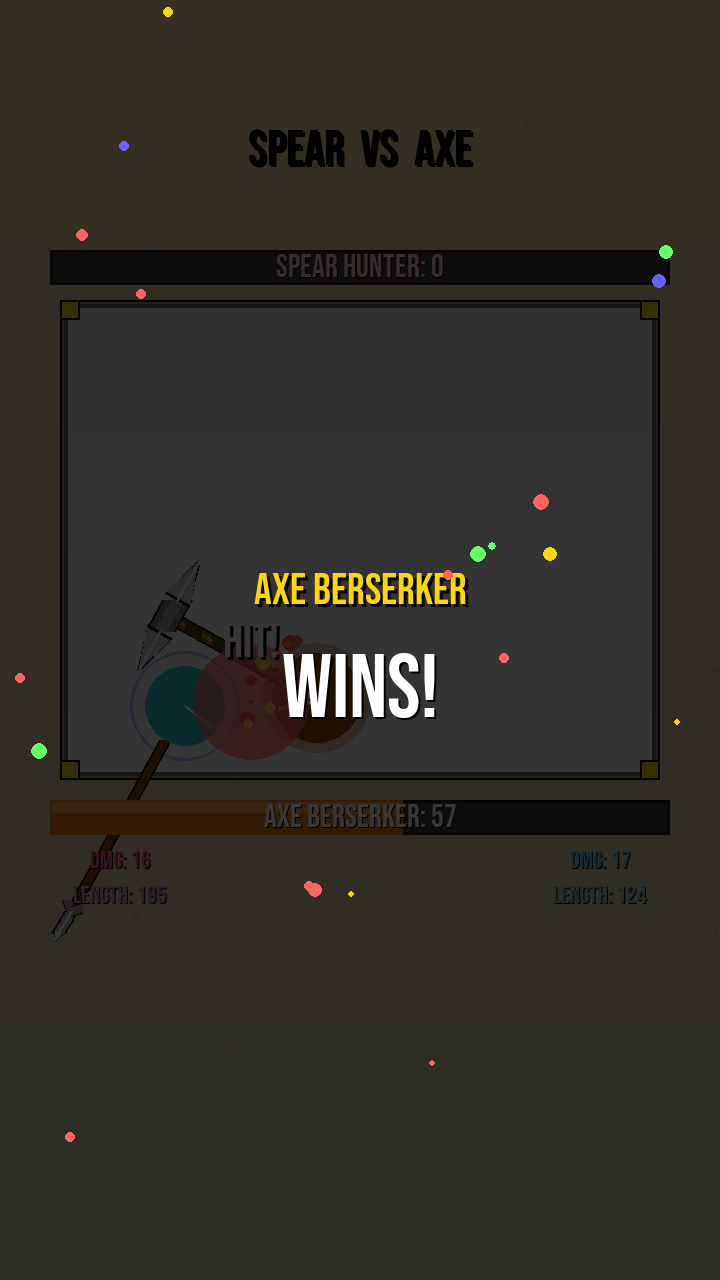 SPEAR VS AXE
SPEAR HUNTER: 0
AXE BERSERKER
HIT!
WINS!
AXE BERSERKER: 57
DMG: 16
DMG: 17
LENGTH: 195
LENGTH: 124